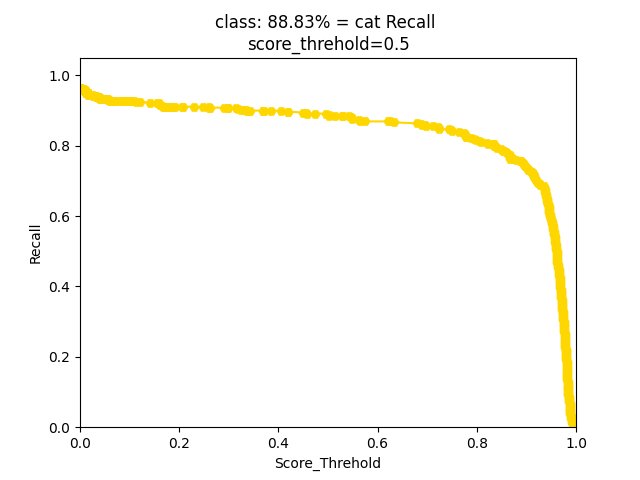 class: 88.83% = cat Recall
score_threhold=0.5
1.0
0.8
0.6
0.4
0.2
0.0
Recall
0.0 0.2 0.4 0.6 0.8 1.0
Score_Threhold